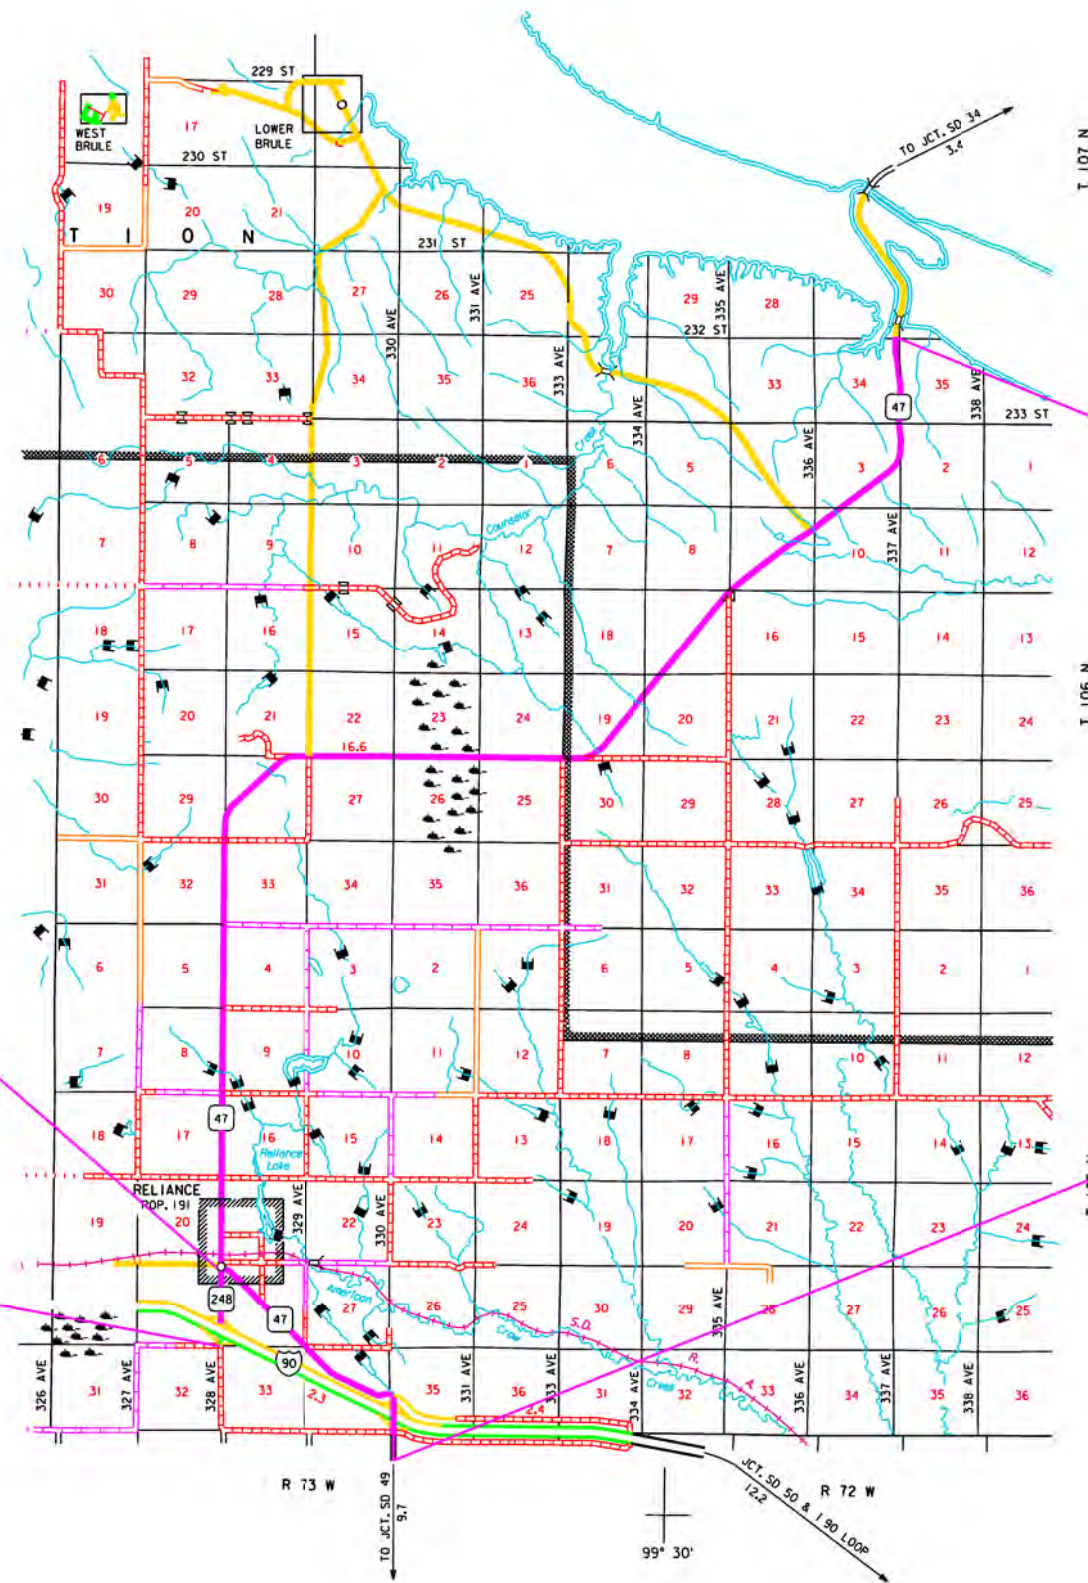 229 ST
TO JCT. SD 34
3.4
T 107 N
WEST
BRULE
17
LOWER
BRULE
230 ST
19 20 21
T I O N
231 ST
30 29 28 27 26 25 29 28
330 AVE
331 AVE
335 AVE
232 ST
32 33 34 35 36 33 34 35
333 AVE
334 AVE
47
338 AVE
233 ST
336 AVE
Creek
6 5 4 3 2 1 6 5 3 2 1
Counselor
337 AVE
7 8 9 10 11 12 7 8 10 11 12
18 17 16 15 14 13 18 16 15 14 13
T 106 N
19 20 21 22 23 24 19 20 21 22 23 24
16.6
30 29 27 26 25 30 29 28 27 26 25
31 32 33 34 35 36 31 32 33 34 35 36
6 5 4 3 2 6 5 4 3 2 1
7 8 9 10 11 12 7 8 10 11 12
47
18 17 16 15 14 13 18 17 16 15 14 13
Reliance
Lake
RELIANCE
POP. 191
329 AVE
330 AVE
19 20 22 23 24 19 20 21 22 23 24
American
Crow
Creek
248
47
27 26 25 30 29 28 27 26 25
S.D.
R.
A.
335 AVE
90
326 AVE
327 AVE
328 AVE
331 AVE
333 AVE
334 AVE
336 AVE
337 AVE
338 AVE
31 32 33 35 36 31 32 33 34 35 36
2.3
2.4
R 73 W
TO JCT. SD 49
9.7
99° 30'
JCT. SD 50 & I 90 LOOP
12.2
R 72 W